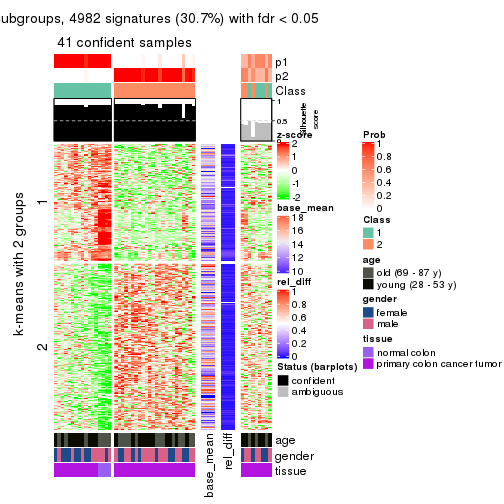 ubgroups, 4982 signatures (30.7%) with fdr < 0.05
41 confident samples
p1
p2
Class
1
0.5
0
Silhouette
score
k-means with 2 groups
1
2
z-score
2
1
0
-1
-2
base_mean
18
16
14
12
10
rel_diff
1
0.8
0.6
0.4
0.2
0
Status (barplots)
confident
ambiguous
Prob
1
0.8
0.6
0.4
0.2
0
Class
1
2
age
old (69 - 87 y)
young (28 - 53 y)
gender
female
male
tissue
normal colon
primary colon cancer tumor
age
gender
tissue
base_mean
rel_diff